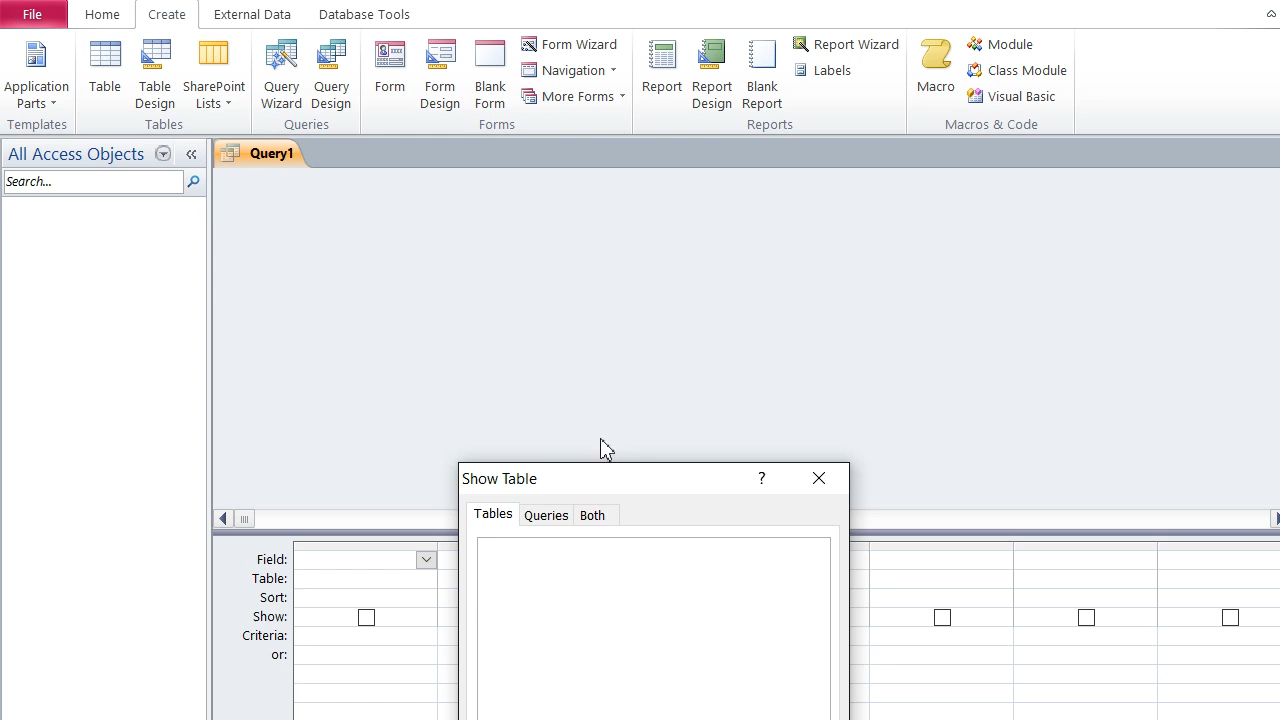 File Home Create External Data Database Tools
Application Parts
Templates
Table
Table Design
SharePoint Lists
Tables
Query Wizard
Query Design
Queries
Form
Form Design
Blank Form
Form Wizard
Navigation
More Forms
Forms
Report
Report Design
Blank Report
Report Wizard
Labels
Reports
Macro
Module
Class Module
Visual Basic
Macros & Code
All Access Objects
Search...
Query1
Show Table ?
Tables Queries Both
Field:
Table:
Sort:
Show:
Criteria:
or: